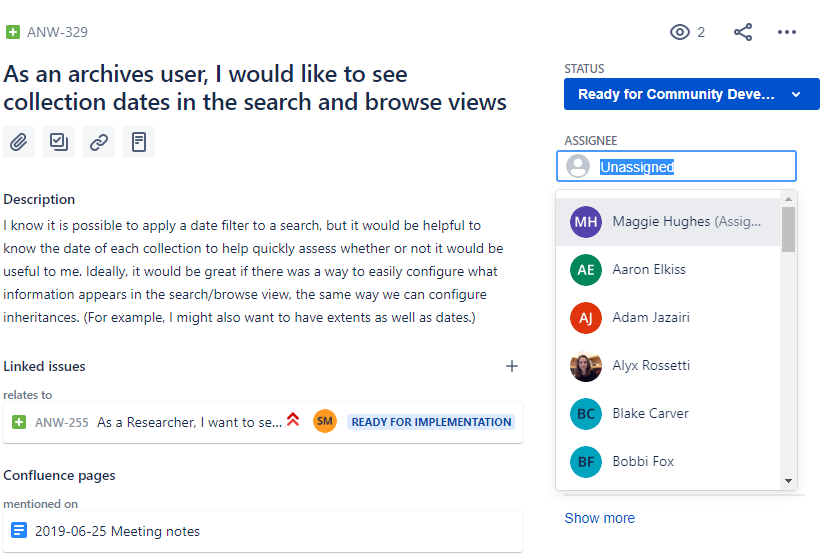 ANW-329
2
As an archives user, I would like to see
collection dates in the search and browse views
Description
I know it is possible to apply a date filter to a search, but it would be helpful to
know the date of each collection to help quickly assess whether or not it would be
useful to me. Ideally, it would be great if there was a way to easily configure what
information appears in the search/browse view, the same way we can configure
inheritances. (For example, I might also want to have extents as well as dates.)
Linked issues
relates to
ANW-255 As a Researcher, I want to se... SM READY FOR IMPLEMENTATION
Confluence pages
mentioned on
2019-06-25 Meeting notes
STATUS
Ready for Community Deve...
ASSIGNEE
Unassigned
MH Maggie Hughes (Assig...
AE Aaron Elkiss
AJ Adam Jazairi
Alyx Rossetti
BC Blake Carver
BF Bobbi Fox
Show more